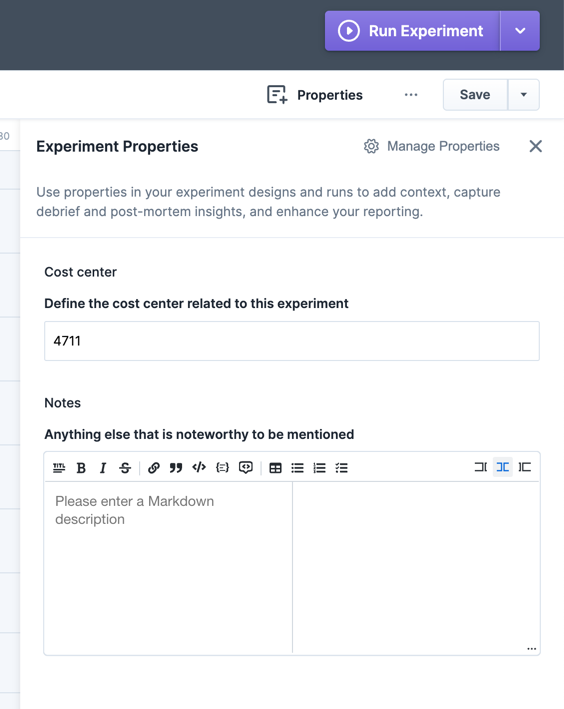 Run Experiment
Properties
Save
30
Experiment Properties
Manage Properties
Use properties in your experiment designs and runs to add context, capture
debrief and post-mortem insights, and enhance your reporting.
Cost center
Define the cost center related to this experiment
4711
Notes
Anything else that is noteworthy to be mentioned
Please enter a Markdown
description